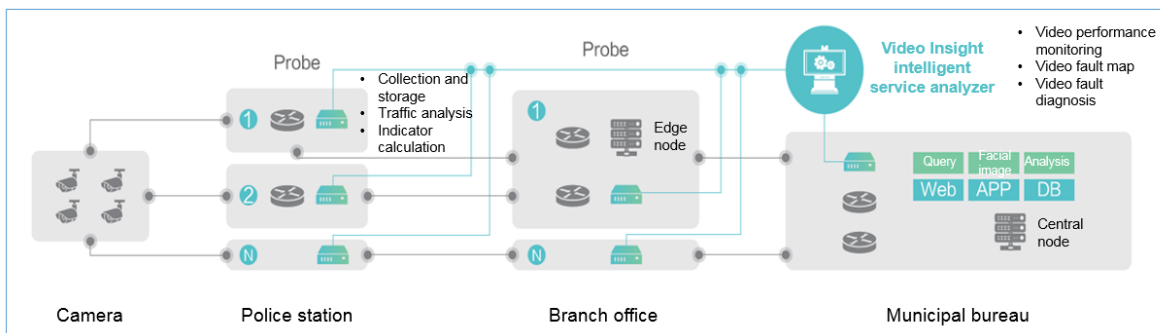 Probe
Probe
Video Insight
intelligent
service analyzer
• Video performance
monitoring
• Video fault map
• Video fault
diagnosis
• Collection and
storage
• Traffic analysis
• Indicator
calculation
1
2
N
1
Edge
node
N
Query
Facial
image
Analysis
Web
APP
DB
Central
node
Camera
Police station
Branch office
Municipal bureau